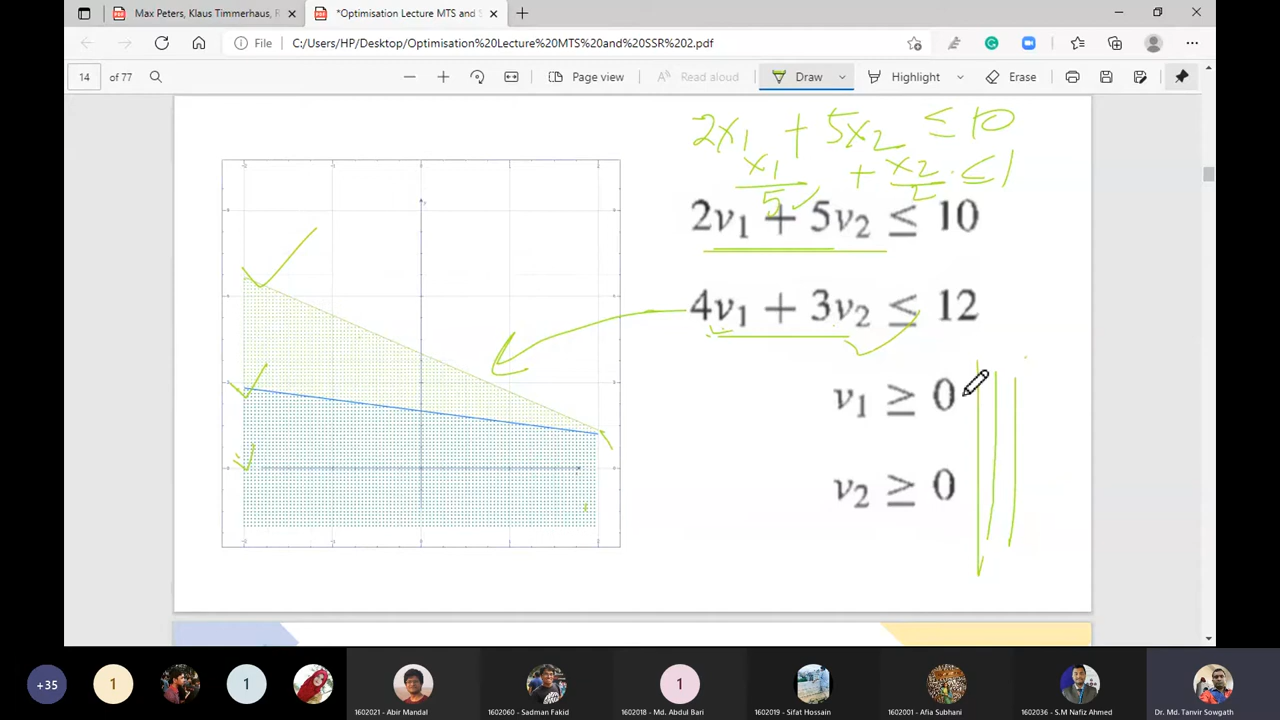 Max Peters, Klaus Timmerhaus, R
*Optimisation Lecture MTS and S
File
C:/Users/HP/Desktop/Optimisation%20Lecture%20MTS%20and%20SSR%202.pdf
14 of 77
Page view
Read aloud
Draw
Highlight
Erase
2x₁ + 5x₂ ≤ 10
x₁/5 + x₂/2 ≤ 1
2v₁ + 5v₂ ≤ 10
4v₁ + 3v₂ ≤ 12
v₁ ≥ 0
v₂ ≥ 0
+35
1
1
1
1602021 - Abir Mandal
1602060 - Sadman Fakid
1602018 - Md. Abdul Bari
1602019 - Sifat Hossain
1602001 - Afia Subhani
1602036 - S.M Nafiz Ahmed
Dr. Md. Tanvir Sowgath